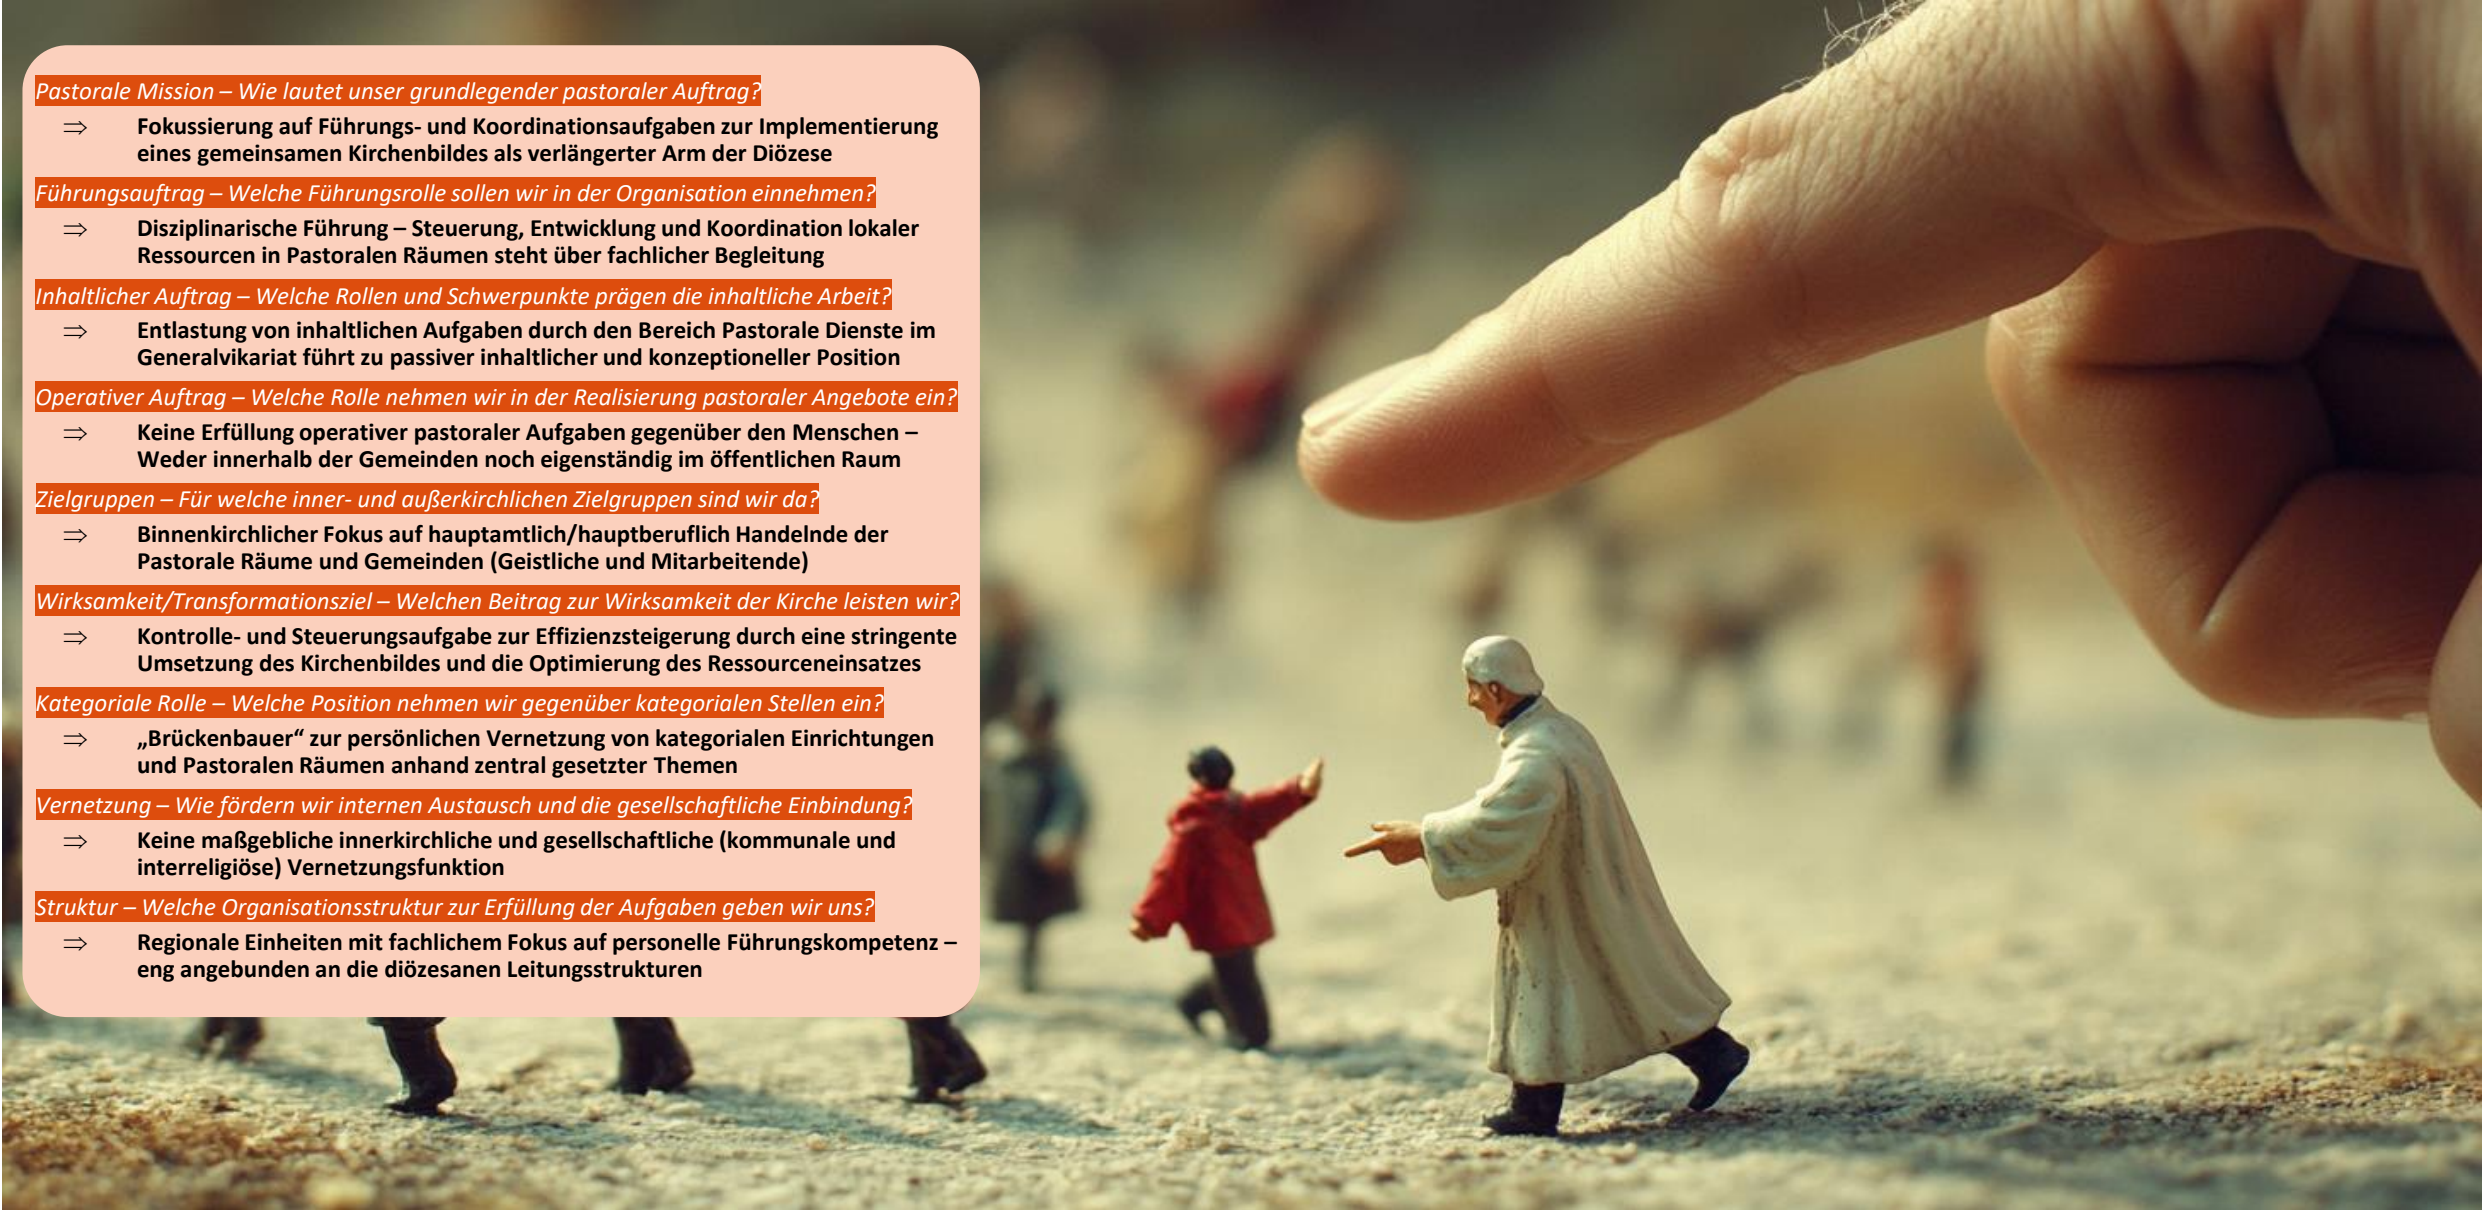 Pastorale Mission – Wie lautet unser grundlegender pastoraler Auftrag?
⇒ Fokussierung auf Führungs- und Koordinationsaufgaben zur Implementierung
eines gemeinsamen Kirchenbildes als verlängerter Arm der Diözese
Führungsauftrag – Welche Führungsrolle sollen wir in der Organisation einnehmen?
⇒ Disziplinarische Führung – Steuerung, Entwicklung und Koordination lokaler
Ressourcen in Pastoralen Räumen steht über fachlicher Begleitung
Inhaltlicher Auftrag – Welche Rollen und Schwerpunkte prägen die inhaltliche Arbeit?
⇒ Entlastung von inhaltlichen Aufgaben durch den Bereich Pastorale Dienste im
Generalvikariat führt zu passiver inhaltlicher und konzeptioneller Position
Operativer Auftrag – Welche Rolle nehmen wir in der Realisierung pastoraler Angebote ein?
⇒ Keine Erfüllung operativer pastoraler Aufgaben gegenüber den Menschen –
Weder innerhalb der Gemeinden noch eigenständig im öffentlichen Raum
Zielgruppen – Für welche inner- und außerkirchlichen Zielgruppen sind wir da?
⇒ Binnenkirchlicher Fokus auf hauptamtlich/hauptberuflich Handelnde der
Pastorale Räume und Gemeinden (Geistliche und Mitarbeitende)
Wirksamkeit/Transformationsziel – Welchen Beitrag zur Wirksamkeit der Kirche leisten wir?
⇒ Kontrolle- und Steuerungsaufgabe zur Effizienzsteigerung durch eine stringente
Umsetzung des Kirchenbildes und die Optimierung des Ressourceneinsatzes
Kategoriale Rolle – Welche Position nehmen wir gegenüber kategorialen Stellen ein?
⇒ „Brückenbauer“ zur persönlichen Vernetzung von kategorialen Einrichtungen
und Pastoralen Räumen anhand zentral gesetzter Themen
Vernetzung – Wie fördern wir internen Austausch und die gesellschaftliche Einbindung?
⇒ Keine maßgebliche innerkirchliche und gesellschaftliche (kommunale und
interreligiöse) Vernetzungsfunktion
Struktur – Welche Organisationsstruktur zur Erfüllung der Aufgaben geben wir uns?
⇒ Regionale Einheiten mit fachlichem Fokus auf personelle Führungskompetenz –
eng angebunden an die diözesanen Leitungsstrukturen